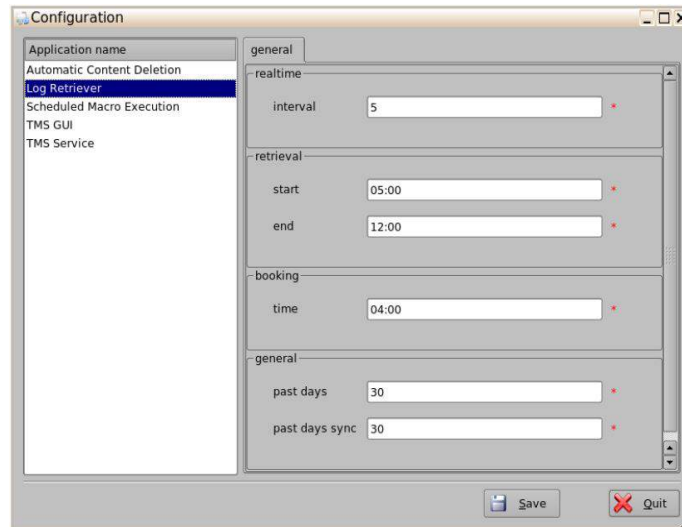 Configuration
Application name
Automatic Content Deletion
Log Retriever
Scheduled Macro Execution
TMS GUI
TMS Service
general
realtime
interval 5 *
retrieval
start 05:00 *
end 12:00 *
booking
time 04:00 *
general
past days 30 *
past days sync 30 *
Save Quit